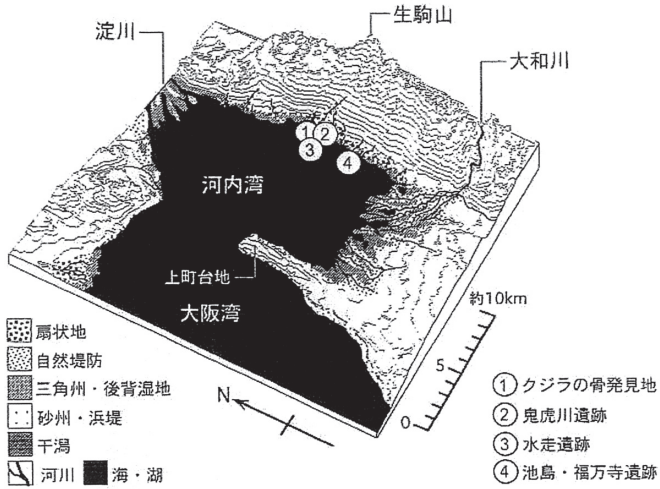 淀川
生駒山
大和川
① ②
③ ④
河内湾
上町台地
大阪湾
約10km
5
0
N
扇状地
自然堤防
三角州・後背湿地
砂州・浜堤
干潟
河川 海・湖
① クジラの骨発見地
② 鬼虎川遺跡
③ 水走遺跡
④ 池島・福万寺遺跡